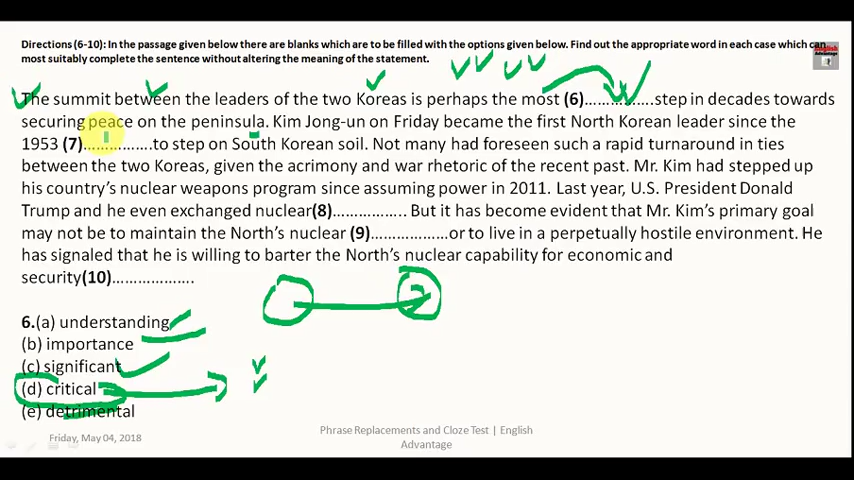 Directions (6-10): In the passage given below there are blanks which are to be filled with the options given below. Find out the appropriate word in each case which can
most suitably complete the sentence without altering the meaning of the statement.
English
Advantage
The summit between the leaders of the two Koreas is perhaps the most (6)...............step in decades towards
securing peace on the peninsula. Kim Jong-un on Friday became the first North Korean leader since the
1953 (7)...............to step on South Korean soil. Not many had foreseen such a rapid turnaround in ties
between the two Koreas, given the acrimony and war rhetoric of the recent past. Mr. Kim had stepped up
his country’s nuclear weapons program since assuming power in 2011. Last year, U.S. President Donald
Trump and he even exchanged nuclear(8)................. But it has become evident that Mr. Kim’s primary goal
may not be to maintain the North’s nuclear (9)..................or to live in a perpetually hostile environment. He
has signaled that he is willing to barter the North’s nuclear capability for economic and
security(10)...................
6.(a) understanding
(b) importance
(c) significant
(d) critical
(e) detrimental
Friday, May 04, 2018
Phrase Replacements and Cloze Test | English
Advantage